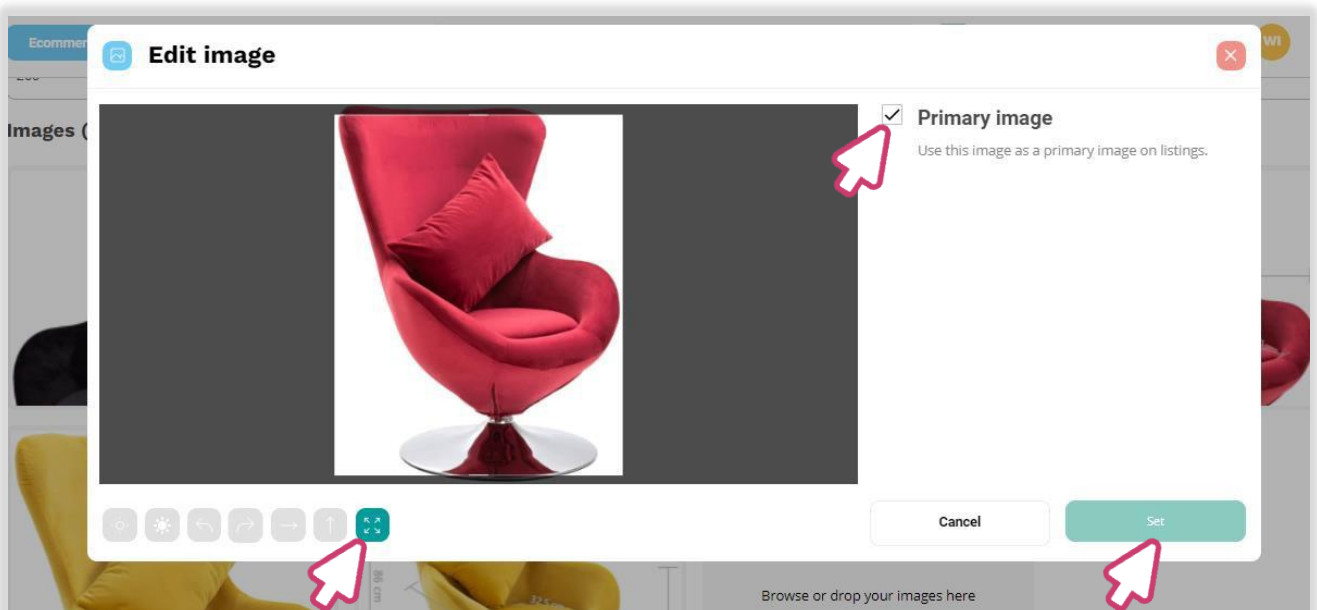 Ecommer
WI
Edit image
Images (
Primary image
Use this image as a primary image on listings.
Cancel
Set
86 cm
Browse or drop your images here